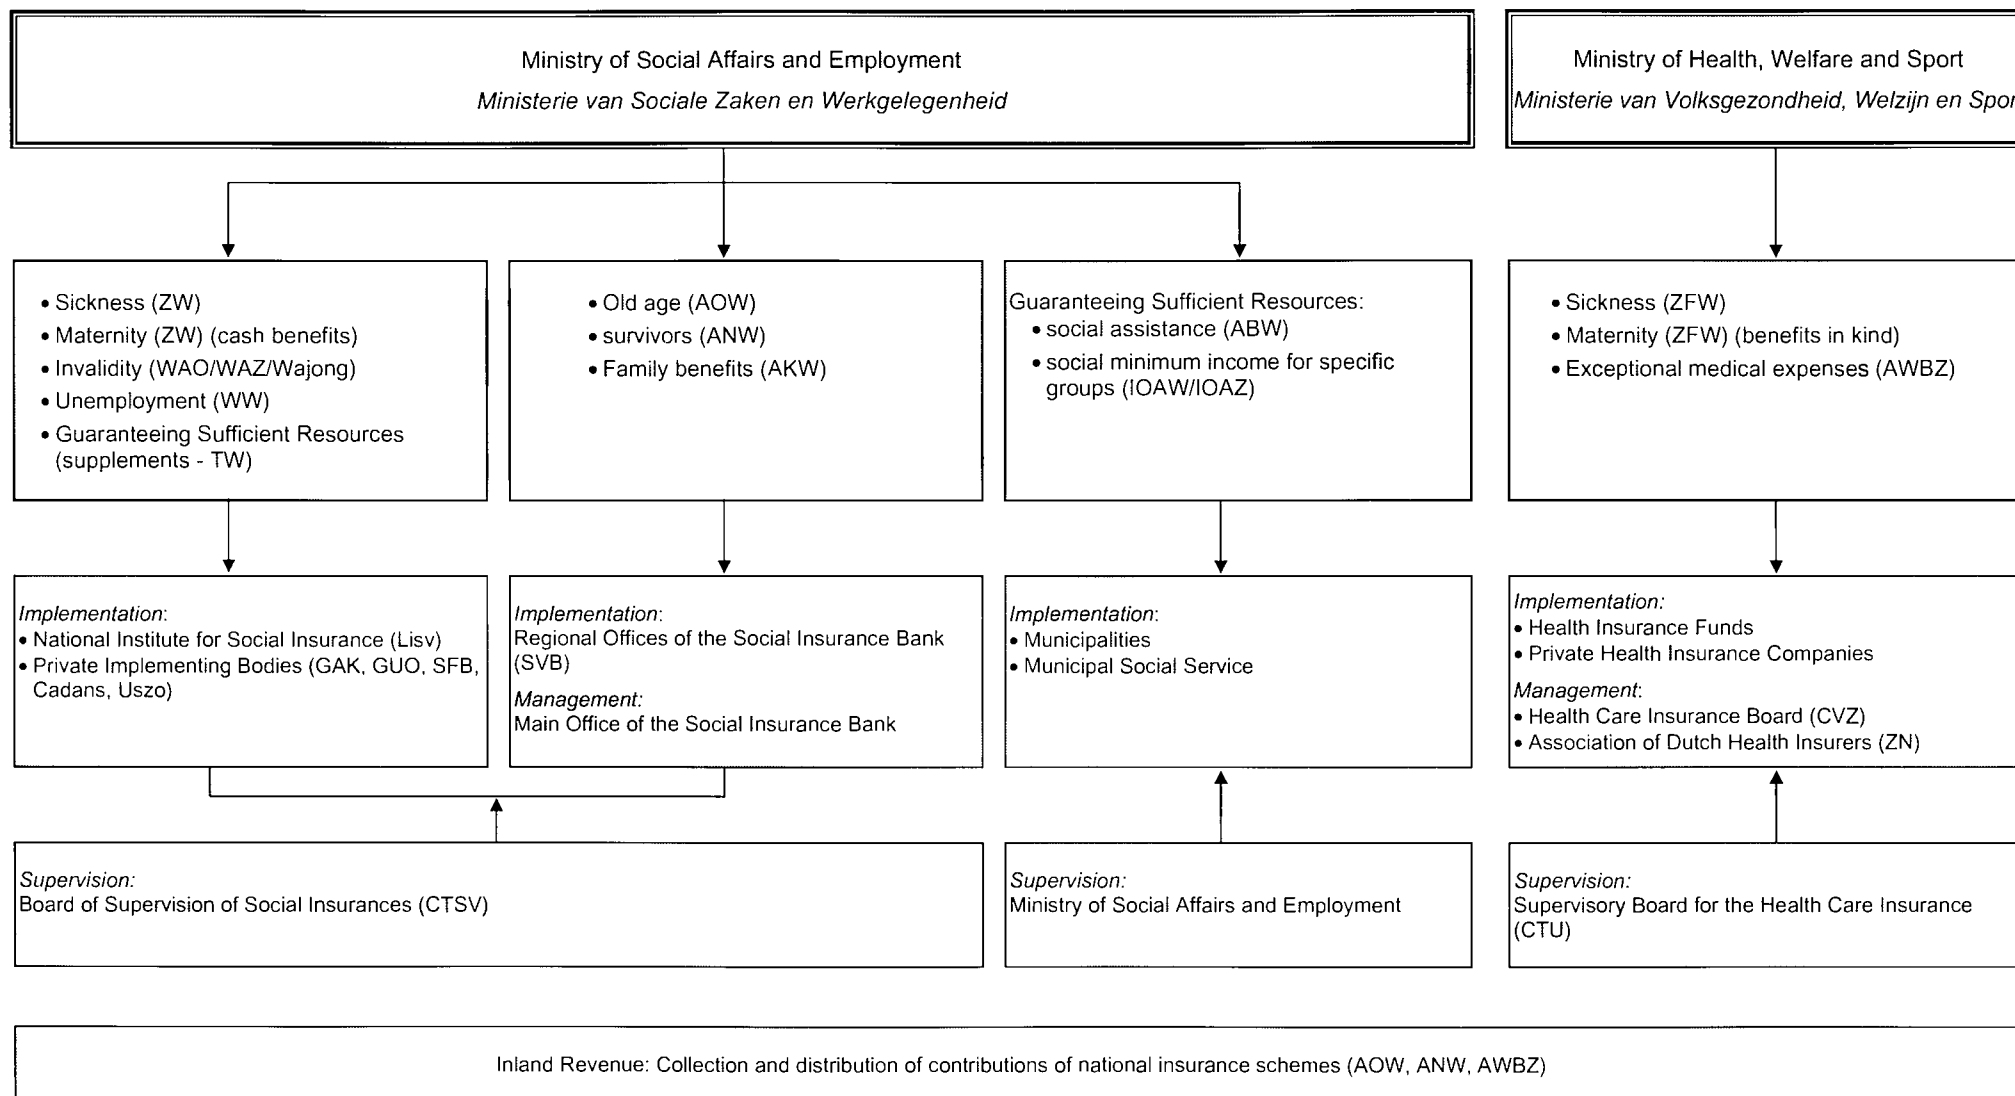 Ministry of Social Affairs and Employment
Ministerie van Sociale Zaken en Werkgelegenheid
Ministry of Health, Welfare and Sport
Ministerie van Volksgezondheid, Welzijn en Spor
• Sickness (ZW)
• Maternity (ZW) (cash benefits)
• Invalidity (WAO/WAZ/Wajong)
• Unemployment (WW)
• Guaranteeing Sufficient Resources
(supplements - TW)
• Old age (AOW)
• survivors (ANW)
• Family benefits (AKW)
Guaranteeing Sufficient Resources:
• social assistance (ABW)
• social minimum income for specific
groups (IOAW/IOAZ)
• Sickness (ZFW)
• Maternity (ZFW) (benefits in kind)
• Exceptional medical expenses (AWBZ)
Implementation:
• National Institute for Social Insurance (Lisv)
• Private Implementing Bodies (GAK, GUO, SFB,
Cadans, Uszo)
Implementation:
Regional Offices of the Social Insurance Bank
(SVB)
Management:
Main Office of the Social Insurance Bank
Implementation:
• Municipalities
• Municipal Social Service
Implementation:
• Health Insurance Funds
• Private Health Insurance Companies
Management:
• Health Care Insurance Board (CVZ)
• Association of Dutch Health Insurers (ZN)
Supervision:
Board of Supervision of Social Insurances (CTSV)
Supervision:
Ministry of Social Affairs and Employment
Supervision:
Supervisory Board for the Health Care Insurance
(CTU)
Inland Revenue: Collection and distribution of contributions of national insurance schemes (AOW, ANW, AWBZ)